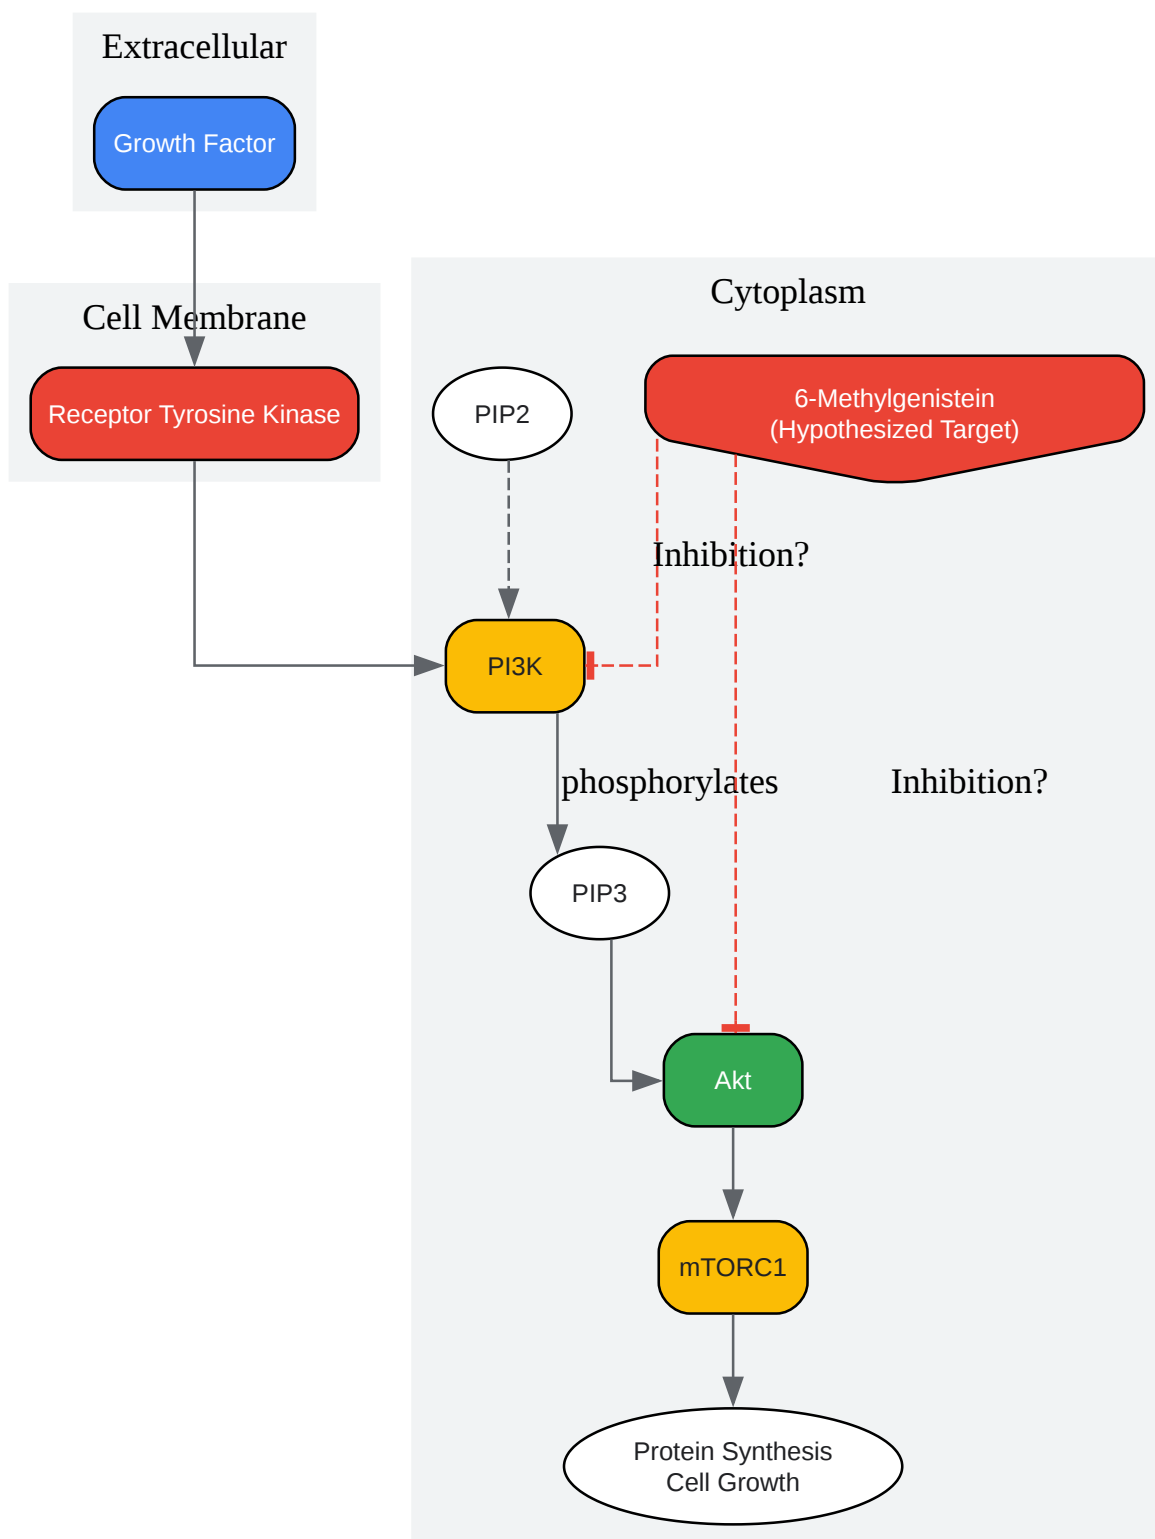 Extracellular
Growth Factor
Cell Membrane
Receptor Tyrosine Kinase
Cytoplasm
PIP2
6-Methylgenistein
(Hypothesized Target)
Inhibition?
PI3K
phosphorylates
Inhibition?
PIP3
Akt
mTORC1
Protein Synthesis
Cell Growth